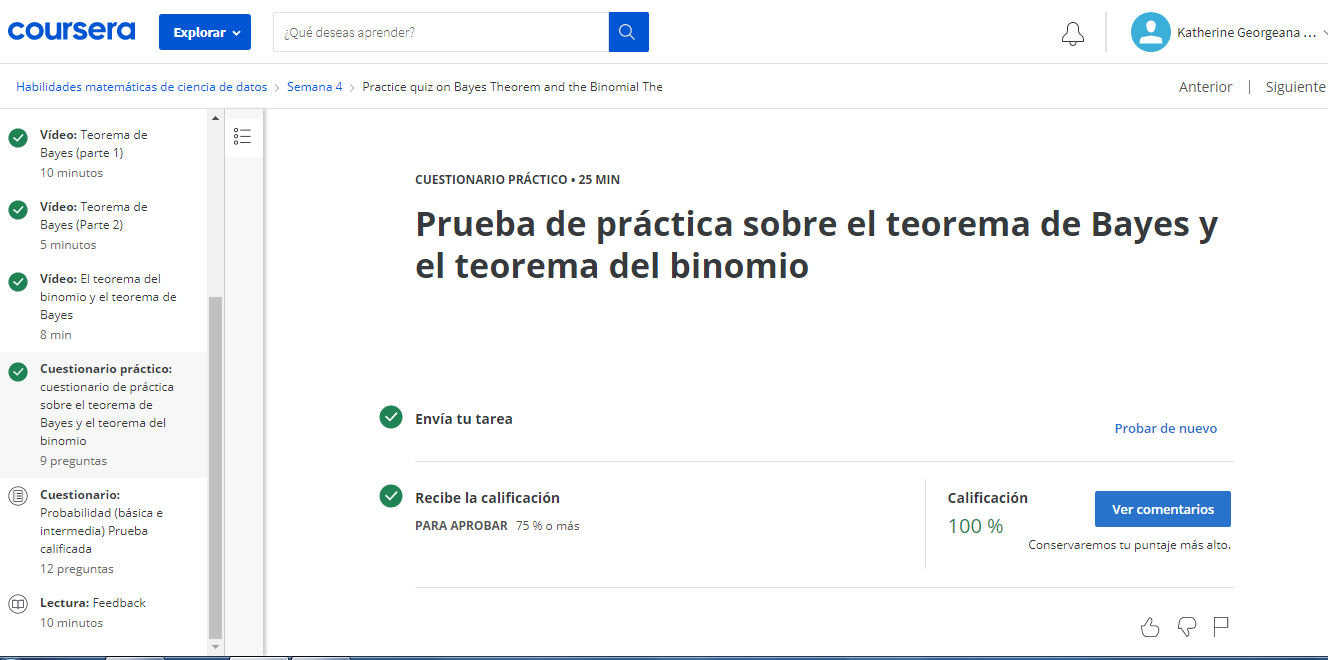 coursera
Explorar
¿Qué deseas aprender?
Katherine Georgeana ...
Habilidades matemáticas de ciencia de datos > Semana 4 > Practice quiz on Bayes Theorem and the Binomial The
Anterior | Siguiente
Vídeo: Teorema de
Bayes (parte 1)
10 minutos
Vídeo: Teorema de
Bayes (Parte 2)
5 minutos
Vídeo: El teorema del
binomio y el teorema de
Bayes
8 min
Cuestionario práctico:
cuestionario de práctica
sobre el teorema de
Bayes y el teorema del
binomio
9 preguntas
Cuestionario:
Probabilidad (básica e
intermedia) Prueba
calificada
12 preguntas
Lectura: Feedback
10 minutos
CUESTIONARIO PRÁCTICO • 25 MIN
Prueba de práctica sobre el teorema de Bayes y
el teorema del binomio
Envía tu tarea
Probar de nuevo
Recibe la calificación
PARA APROBAR 75 % o más
Calificación
100 %
Ver comentarios
Conservaremos tu puntaje más alto.